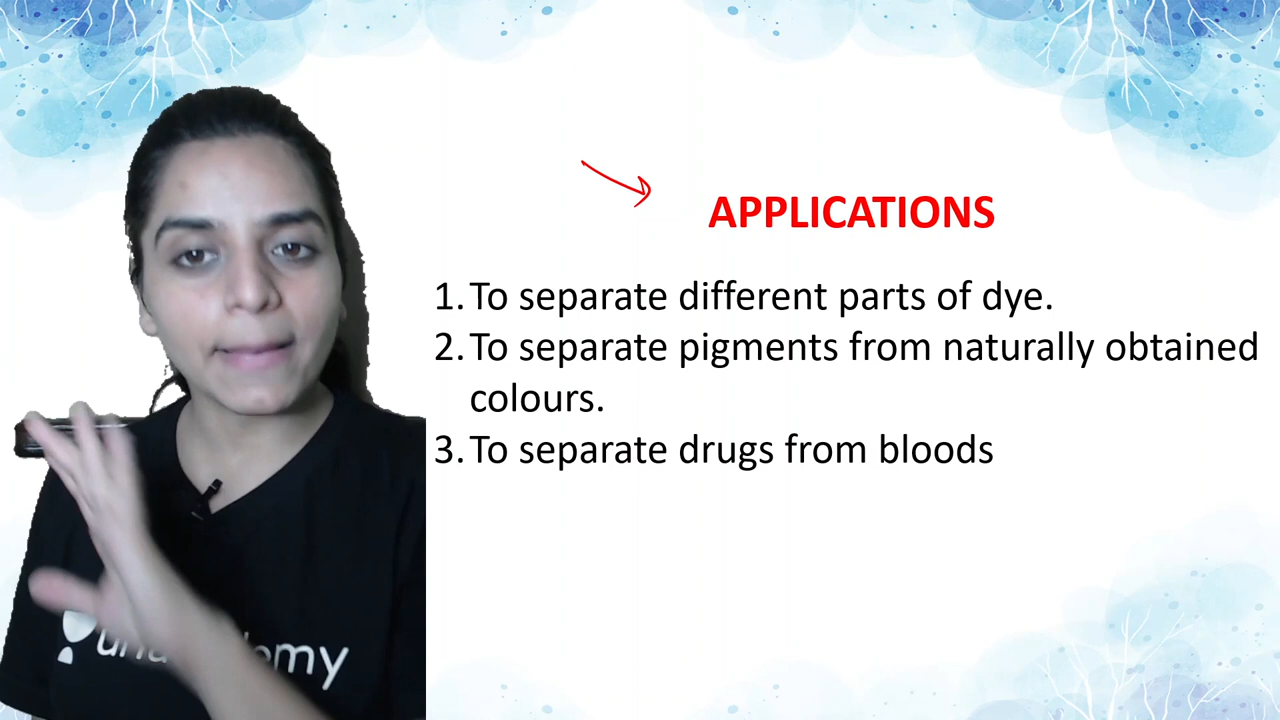 APPLICATIONS
1. To separate different parts of dye.
2. To separate pigments from naturally obtained
colours.
3. To separate drugs from bloods